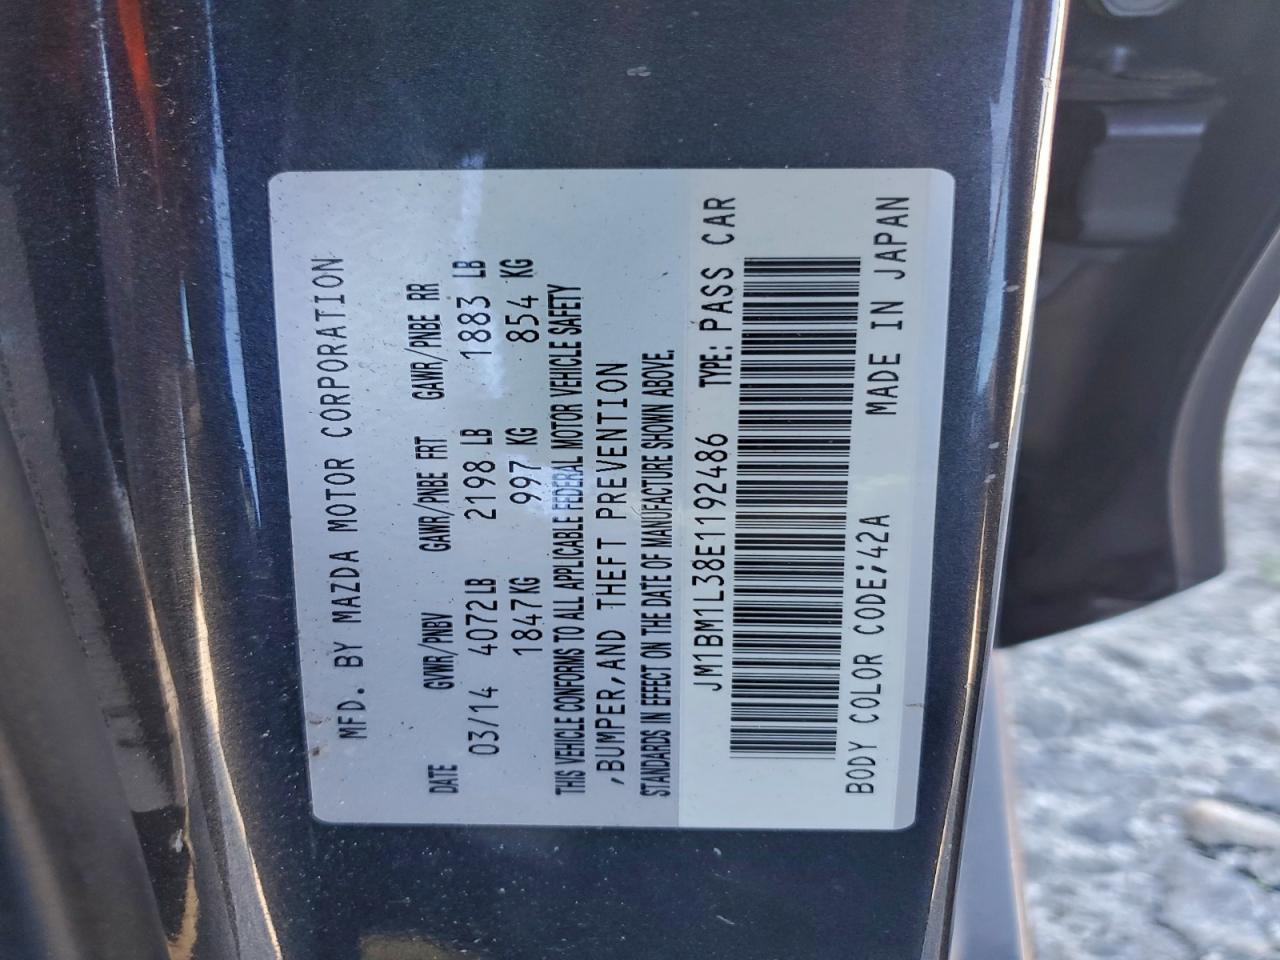 MFD. BY MAZDA MOTOR CORPORATION
DATE GVWR/PNBV GAWR/PNBE FRT GAWR/PNBE RR
03/14 4072LB 2198 LB 1883 LB
1847KG 997 KG 854 KG
THIS VEHICLE CONFORMS TO ALL APPLICABLE FEDERAL MOTOR VEHICLE SAFETY
,BUMPER,AND THEFT PREVENTION
STANDARDS IN EFFECT ON THE DATE OF MANUFACTURE SHOWN ABOVE.
JM1BM1L38E1192486 TYPE: PASS CAR
BODY COLOR CODE;42A MADE IN JAPAN